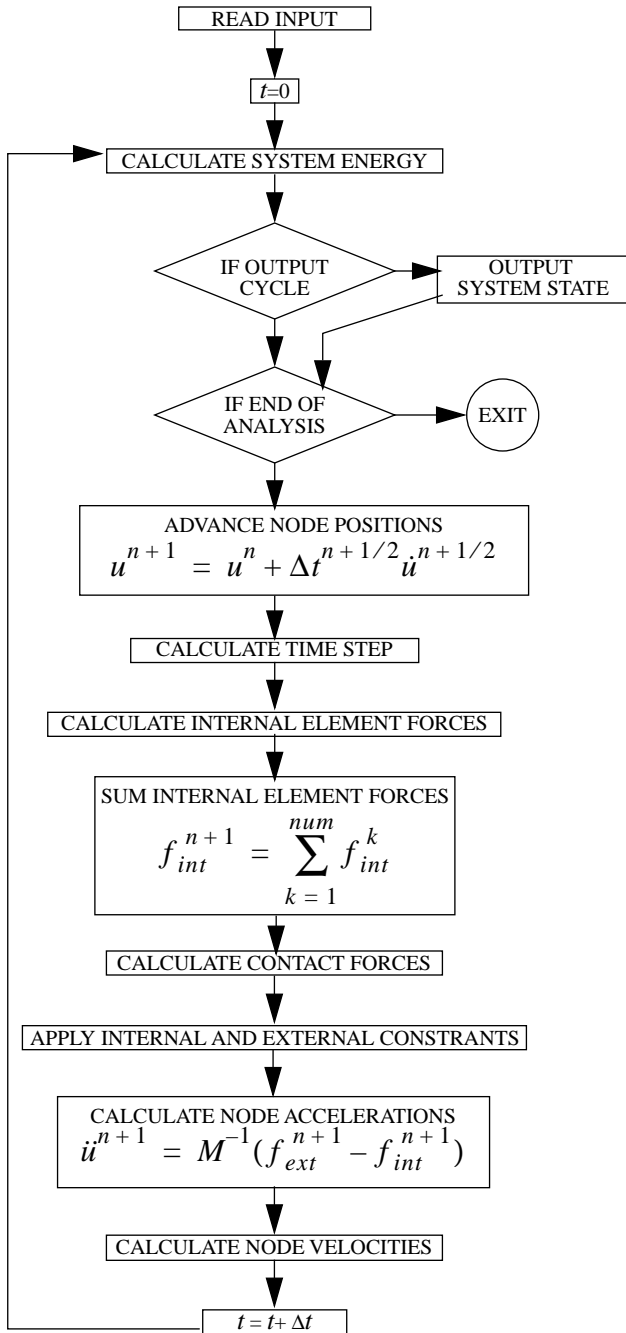 READ INPUT
t=0
CALCULATE SYSTEM ENERGY
IF OUTPUT
CYCLE
OUTPUT
SYSTEM STATE
IF END OF
ANALYSIS
EXIT
ADVANCE NODE POSITIONS
u^{n + 1} = u^n + Δt^{n + 1/2} u̇^{n + 1/2}
CALCULATE TIME STEP
CALCULATE INTERNAL ELEMENT FORCES
SUM INTERNAL ELEMENT FORCES
f_{int}^{n + 1} = ∑_{k = 1}^{num} f_{int}^k
CALCULATE CONTACT FORCES
APPLY INTERNAL AND EXTERNAL CONSTRANTS
CALCULATE NODE ACCELERATIONS
ü^{n + 1} = M^{-1}(f_{ext}^{n + 1} – f_{int}^{n + 1})
CALCULATE NODE VELOCITIES
t = t+ Δt